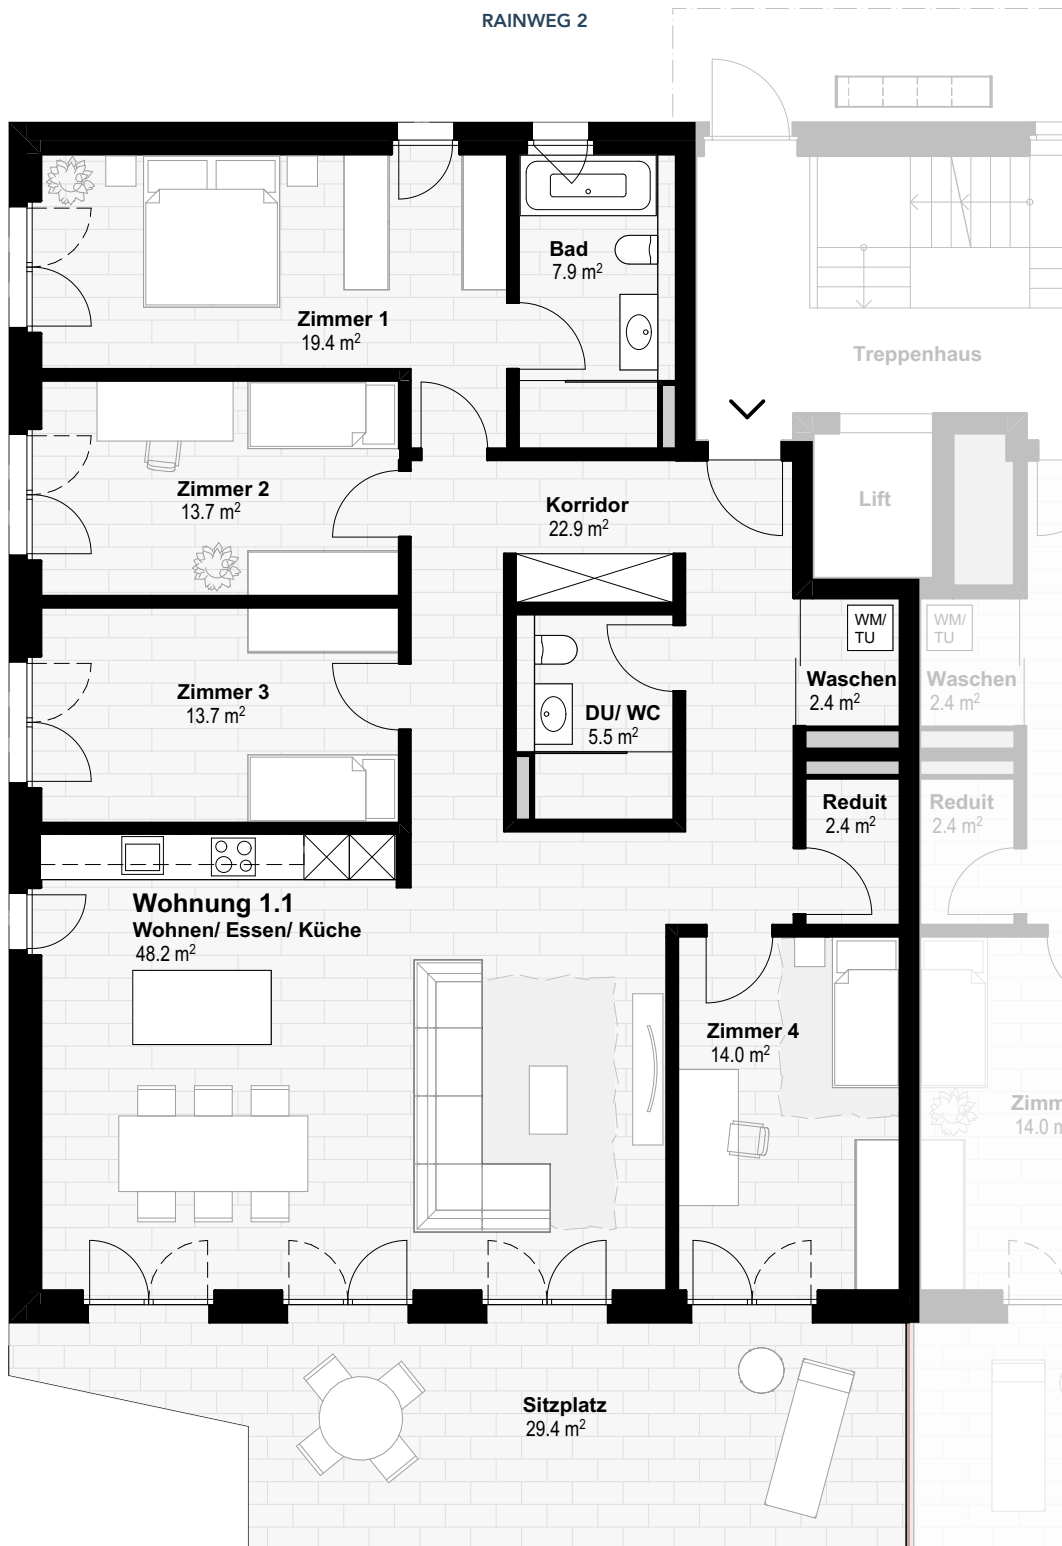 RAINWEG 2
Bad
7.9 m²
Zimmer 1
19.4 m²
Treppenhaus
Zimmer 2
13.7 m²
Korridor
22.9 m²
Lift
WM/
TU
WM/
TU
Waschen
2.4 m²
Waschen
2.4 m²
Zimmer 3
13.7 m²
DU/ WC
5.5 m²
Reduit
2.4 m²
Reduit
2.4 m²
Wohnung 1.1
Wohnen/ Essen/ Küche
48.2 m²
Zimmer 4
14.0 m²
Zimm
14.0 m
Sitzplatz
29.4 m²